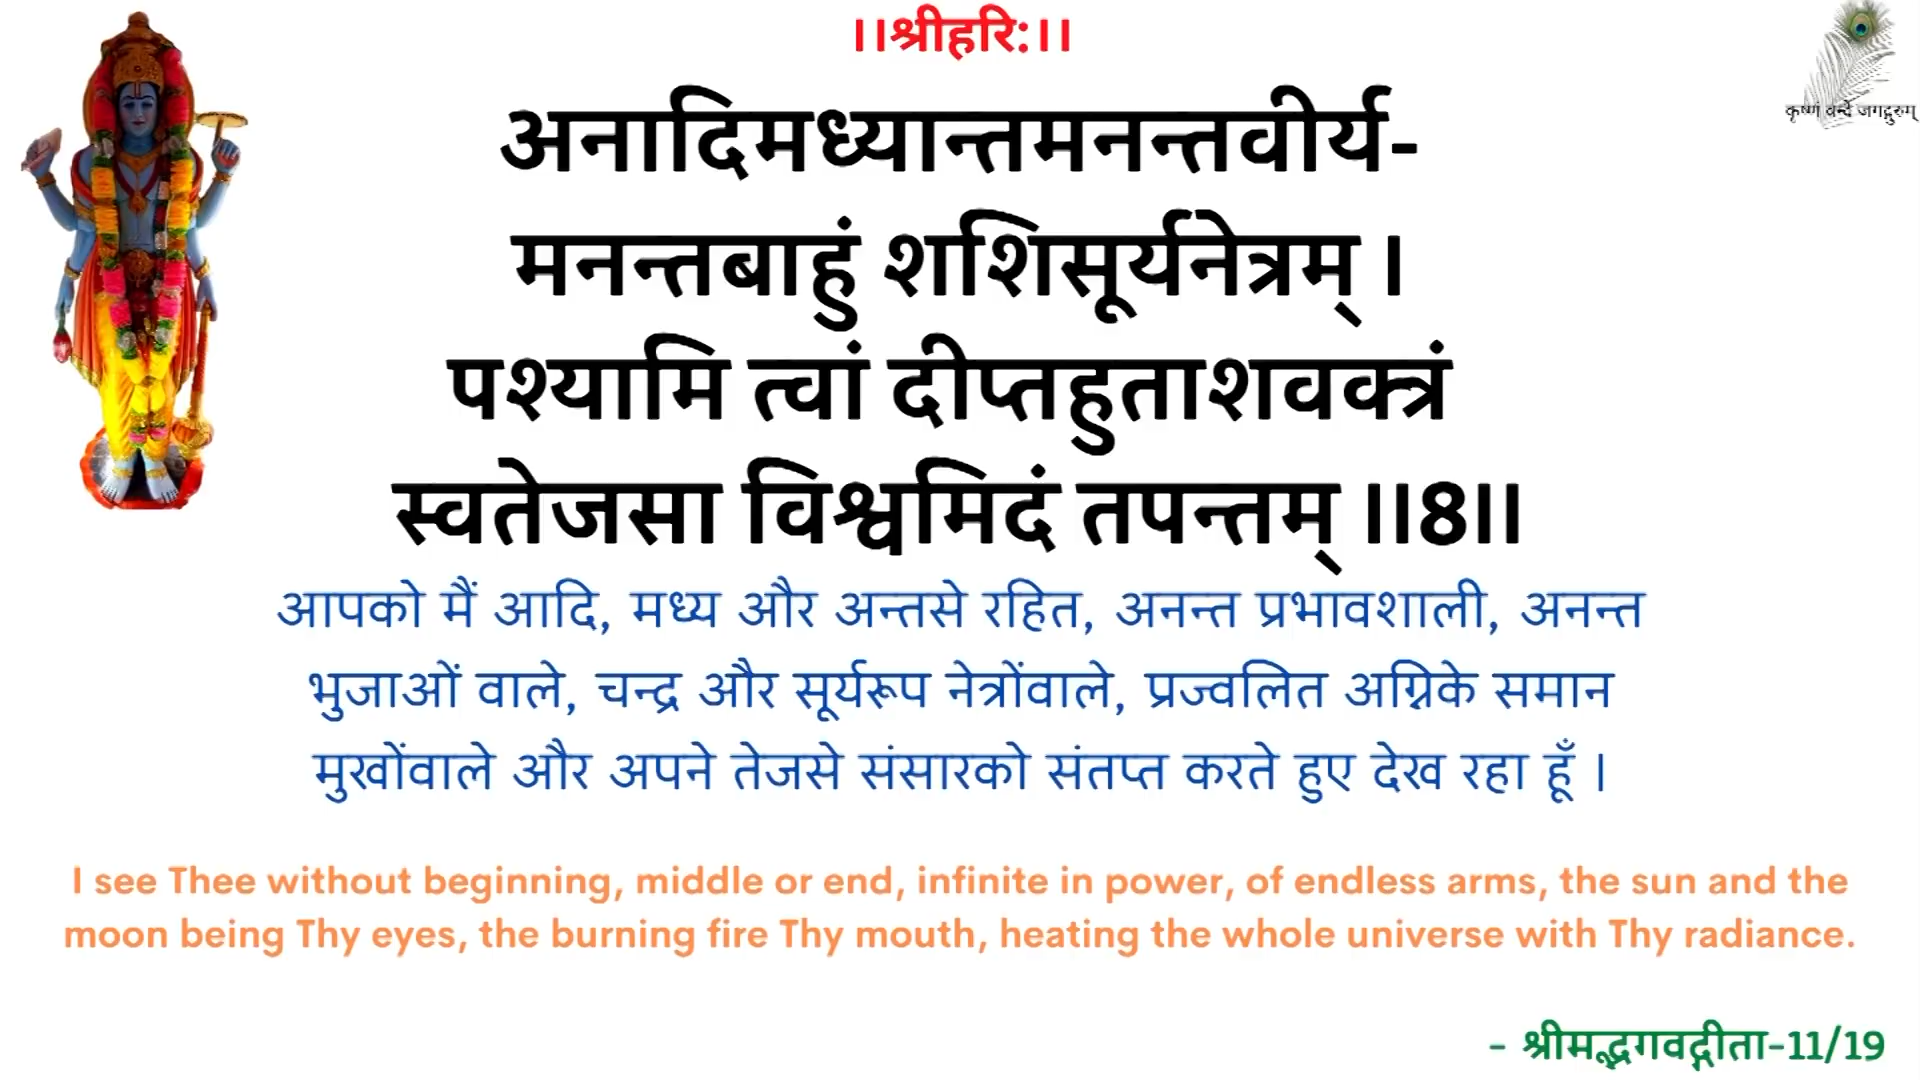 ।।श्रीहरि:।।
कृष्णं वन्दे जगद्गुरुम्
अनादिमध्यान्तमनन्तवीर्य-
मनन्तबाहुं शशिसूर्यनेत्रम् ।
पश्यामि त्वां दीप्तहुताशवक्त्रं
स्वतेजसा विश्वमिदं तपन्तम् ।।8।।
आपको मैं आदि, मध्य और अन्तसे रहित, अनन्त प्रभावशाली, अनन्त
भुजाओं वाले, चन्द्र और सूर्यरूप नेत्रोंवाले, प्रज्वलित अग्निके समान
मुखोंवाले और अपने तेजसे संसारको संतप्त करते हुए देख रहा हूँ ।
I see Thee without beginning, middle or end, infinite in power, of endless arms, the sun and the
moon being Thy eyes, the burning fire Thy mouth, heating the whole universe with Thy radiance.
- श्रीमद्भगवद्गीता-11/19